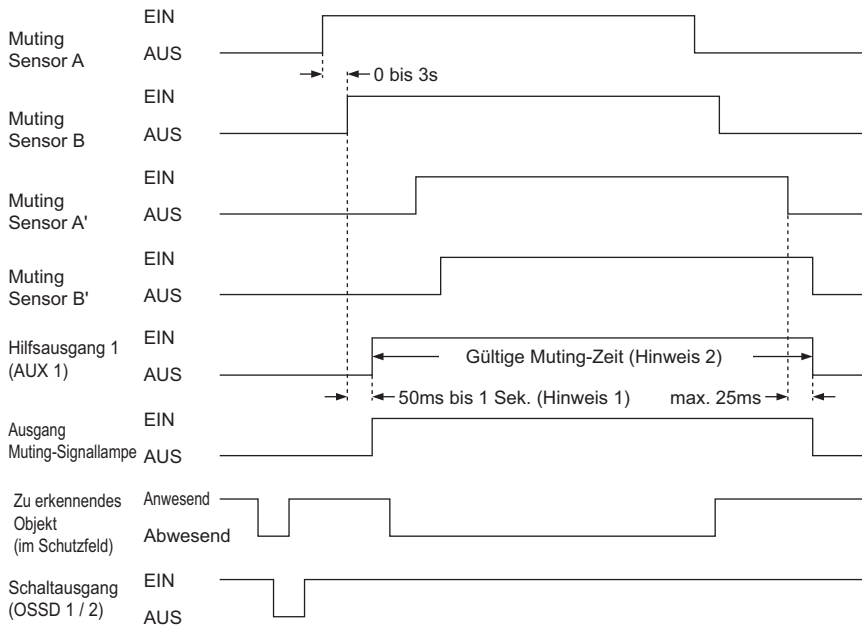 EIN
Muting
Sensor A
AUS
0 bis 3s
EIN
Muting
Sensor B
AUS
EIN
Muting
Sensor A'
AUS
EIN
Muting
Sensor B'
AUS
EIN
Hilfsausgang 1
(AUX 1)
Gültige Muting-Zeit (Hinweis 2)
AUS
50ms bis 1 Sek. (Hinweis 1)
max. 25ms
EIN
Ausgang
Muting-Signallampe
AUS
Zu erkennendes
Objekt
(im Schutzfeld)
Anwesend
Abwesend
EIN
Schaltausgang
(OSSD 1 / 2)
AUS